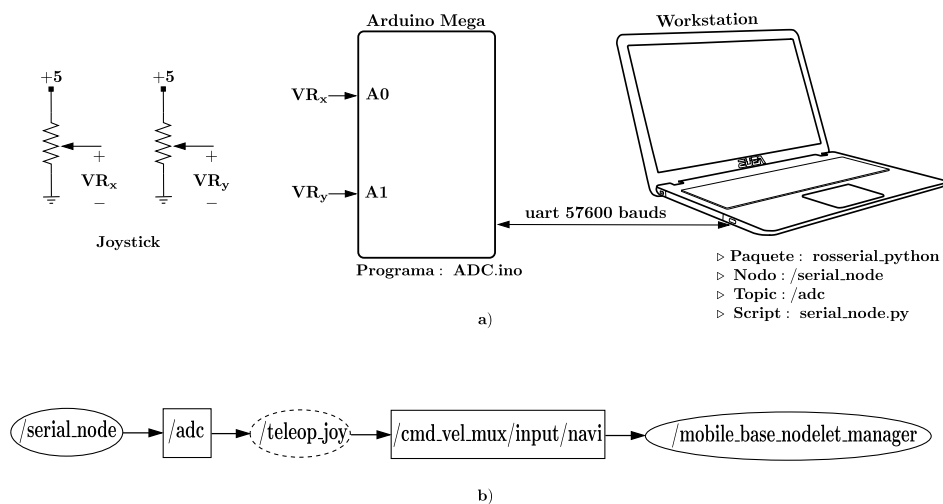 Arduino Mega
Workstation
+5
+5
VRx
A0
+
VRx
−
+
VRy
−
VRy
A1
Joystick
uart 57600 bauds
ASUS
Programa : ADC.ino
▷ Paquete : rosserial_python
▷ Nodo : /serial_node
▷ Topic : /adc
▷ Script : serial_node.py
a)
/serial_node
/adc
/teleop_joy
/cmd_vel_mux/input/navi
/mobile_base_nodelet_manager
b)